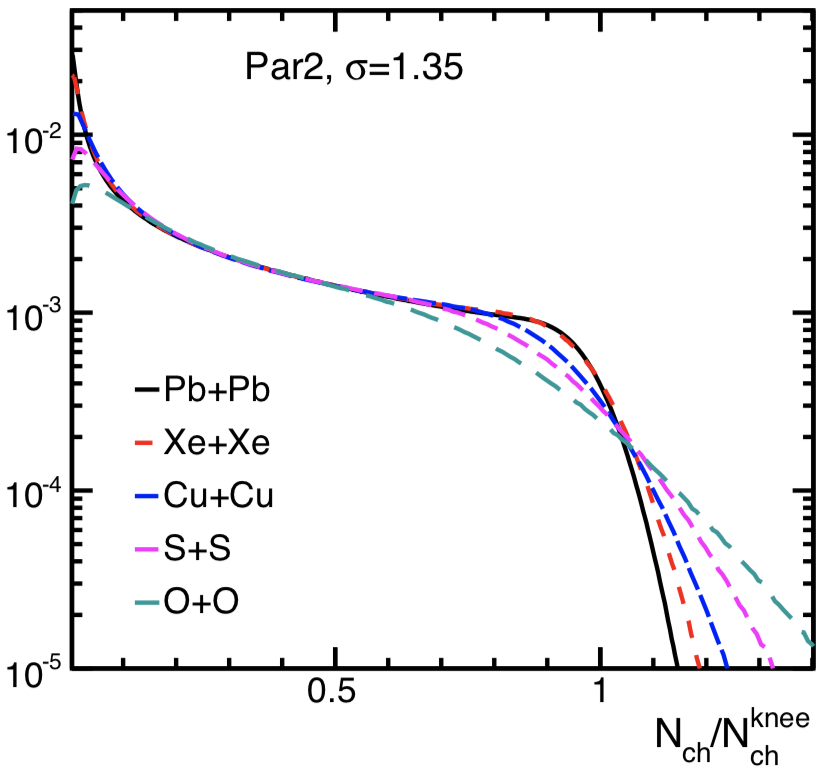 Par2, σ=1.35
10⁻²
10⁻³
10⁻⁴
10⁻⁵
Pb+Pb
Xe+Xe
Cu+Cu
S+S
O+O
0.5 1
N_ch/N_ch^knee